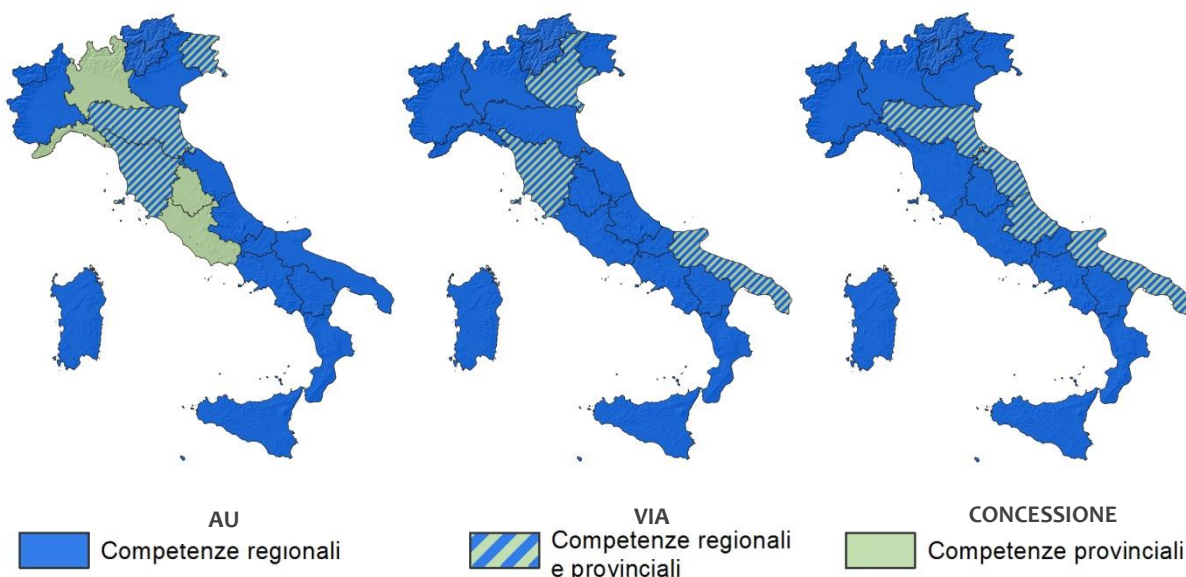 AU
VIA
CONCESSIONE
Competenze regionali
Competenze regionali
e provinciali
Competenze provinciali